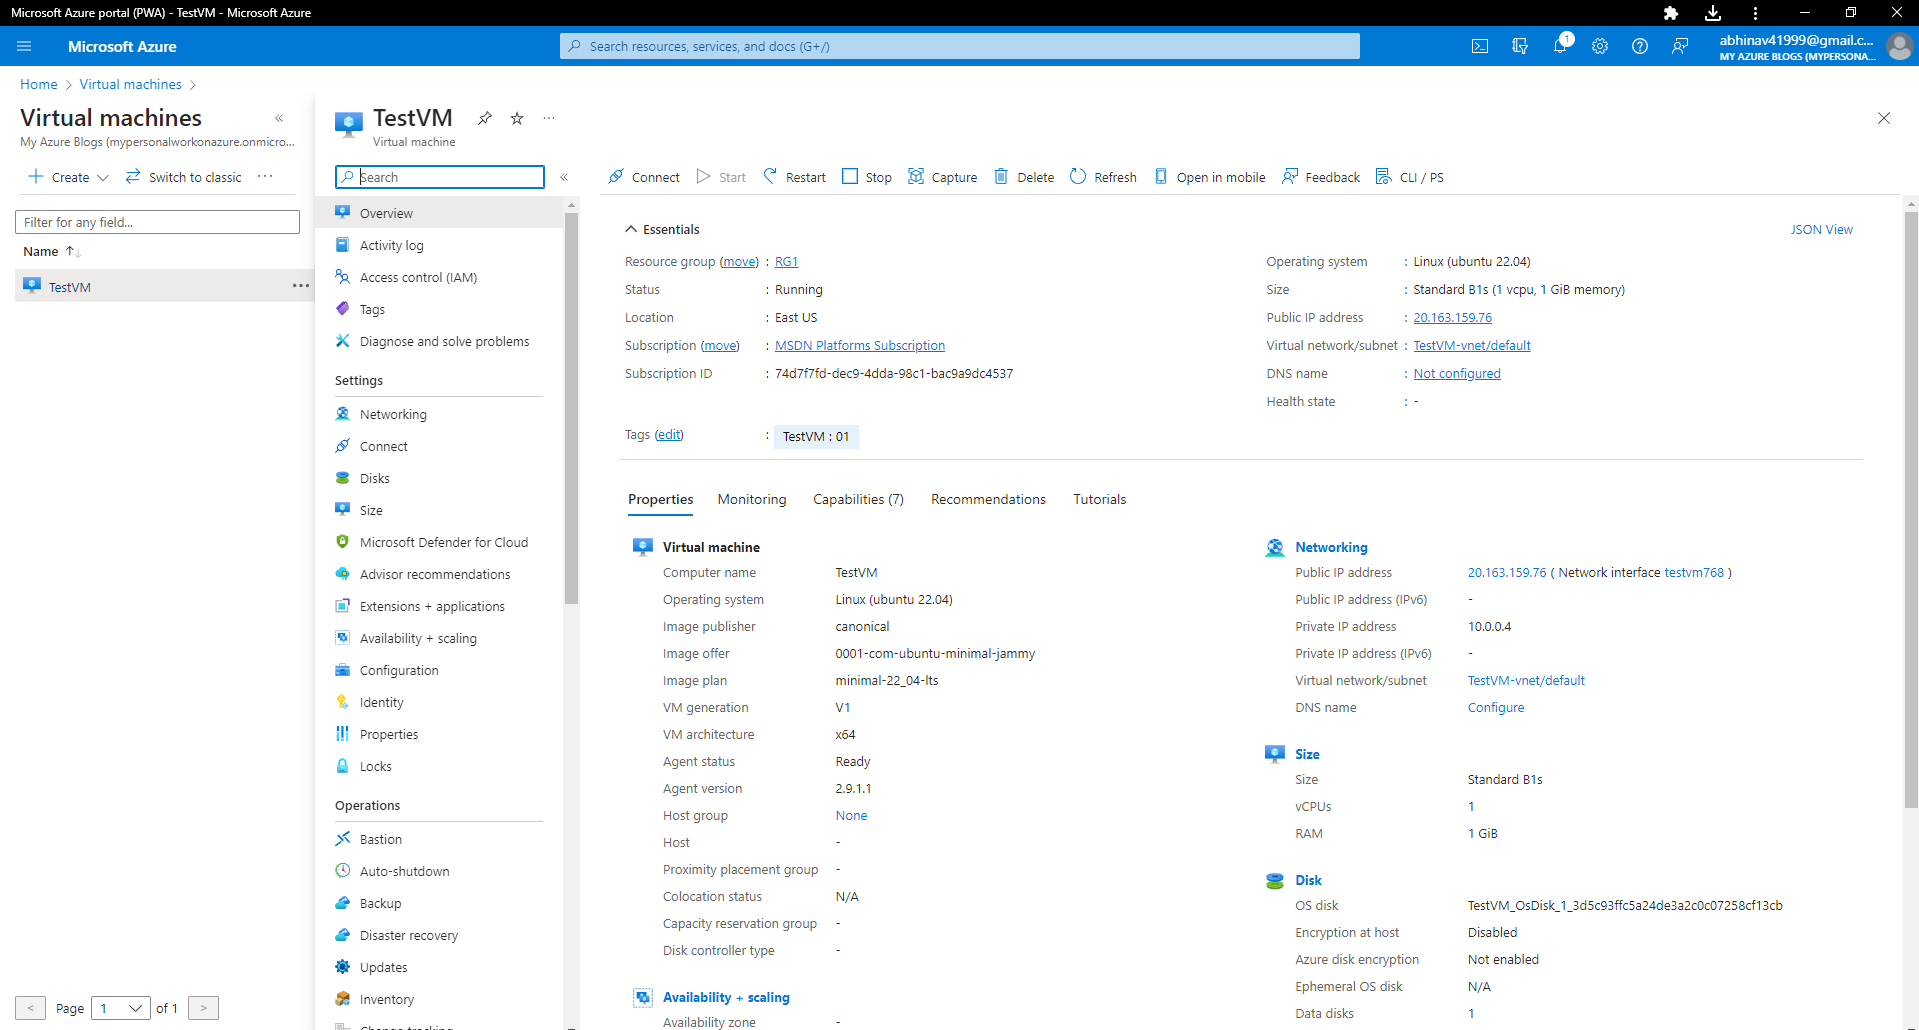 Microsoft Azure portal (PWA) - TestVM - Microsoft Azure
Microsoft Azure
Search resources, services, and docs (G+/)
1
abhinav41999@gmail.c...
MY AZURE BLOGS (MYPERSONA...
Home > Virtual machines >
Virtual machines
My Azure Blogs (mypersonalworkonazure.onmicro...
Create
Switch to classic
Filter for any field...
Name
TestVM
< Page 1 of 1 >
TestVM
Virtual machine
Search
Overview
Activity log
Access control (IAM)
Tags
Diagnose and solve problems
Settings
Networking
Connect
Disks
Size
Microsoft Defender for Cloud
Advisor recommendations
Extensions + applications
Availability + scaling
Configuration
Identity
Properties
Locks
Operations
Bastion
Auto-shutdown
Backup
Disaster recovery
Updates
Inventory
Change tracking
Connect Start Restart Stop Capture Delete Refresh Open in mobile Feedback CLI / PS
Essentials
JSON View
Resource group (move) : RG1
Status : Running
Location : East US
Subscription (move) : MSDN Platforms Subscription
Subscription ID : 74d7f7fd-dec9-4dda-98c1-bac9a9dc4537
Operating system : Linux (ubuntu 22.04)
Size : Standard B1s (1 vcpu, 1 GiB memory)
Public IP address : 20.163.159.76
Virtual network/subnet : TestVM-vnet/default
DNS name : Not configured
Health state : -
Tags (edit) : TestVM : 01
Properties Monitoring Capabilities (7) Recommendations Tutorials
Virtual machine
Computer name TestVM
Operating system Linux (ubuntu 22.04)
Image publisher canonical
Image offer 0001-com-ubuntu-minimal-jammy
Image plan minimal-22_04-lts
VM generation V1
VM architecture x64
Agent status Ready
Agent version 2.9.1.1
Host group None
Host -
Proximity placement group -
Colocation status N/A
Capacity reservation group -
Disk controller type -
Availability + scaling
Availability zone -
Networking
Public IP address 20.163.159.76 ( Network interface testvm768 )
Public IP address (IPv6) -
Private IP address 10.0.0.4
Private IP address (IPv6) -
Virtual network/subnet TestVM-vnet/default
DNS name Configure
Size
Size Standard B1s
vCPUs 1
RAM 1 GiB
Disk
OS disk TestVM_OsDisk_1_3d5c93ffc5a24de3a2c0c07258cf13cb
Encryption at host Disabled
Azure disk encryption Not enabled
Ephemeral OS disk N/A
Data disks 1